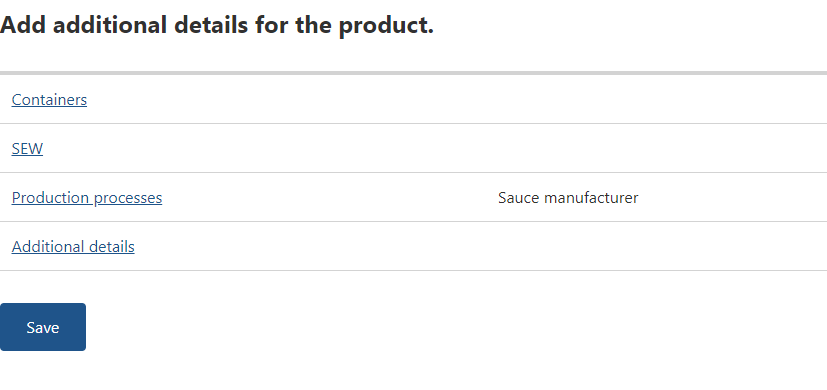 Add additional details for the product.
Containers
SEW
Production processes Sauce manufacturer
Additional details
Save